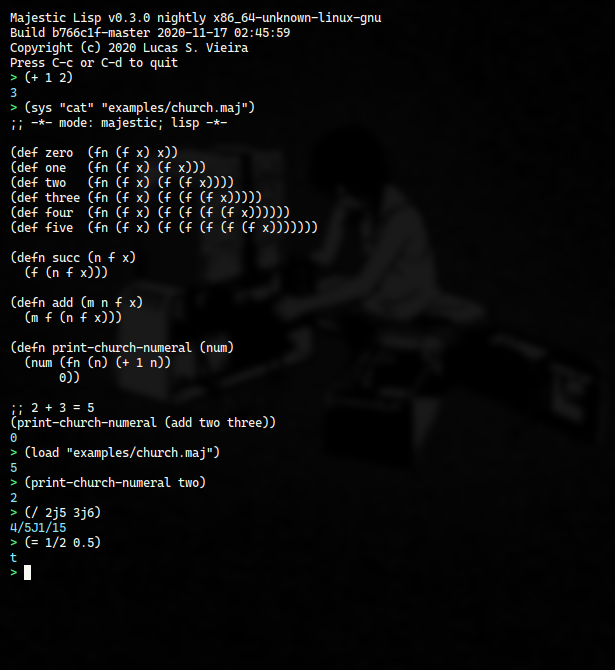 Majestic Lisp v0.3.0 nightly x86_64-unknown-linux-gnu
Build b766c1f-master 2020-11-17 02:45:59
Copyright (c) 2020 Lucas S. Vieira
Press C-c or C-d to quit
> (+ 1 2)
3
> (sys "cat" "examples/church.maj")
;; -*- mode: majestic; lisp -*-

(def zero  (fn (f x) x))
(def one   (fn (f x) (f x)))
(def two   (fn (f x) (f (f x))))
(def three (fn (f x) (f (f (f x)))))
(def four  (fn (f x) (f (f (f (f x))))))
(def five  (fn (f x) (f (f (f (f (f x)))))))

(defn succ (n f x)
  (f (n f x)))

(defn add (m n f x)
  (m f (n f x)))

(defn print-church-numeral (num)
  (num (fn (n) (+ 1 n))
       0))

;; 2 + 3 = 5
(print-church-numeral (add two three))
0
> (load "examples/church.maj")
5
> (print-church-numeral two)
2
> (/ 2j5 3j6)
4/5J1/15
> (= 1/2 0.5)
t
>